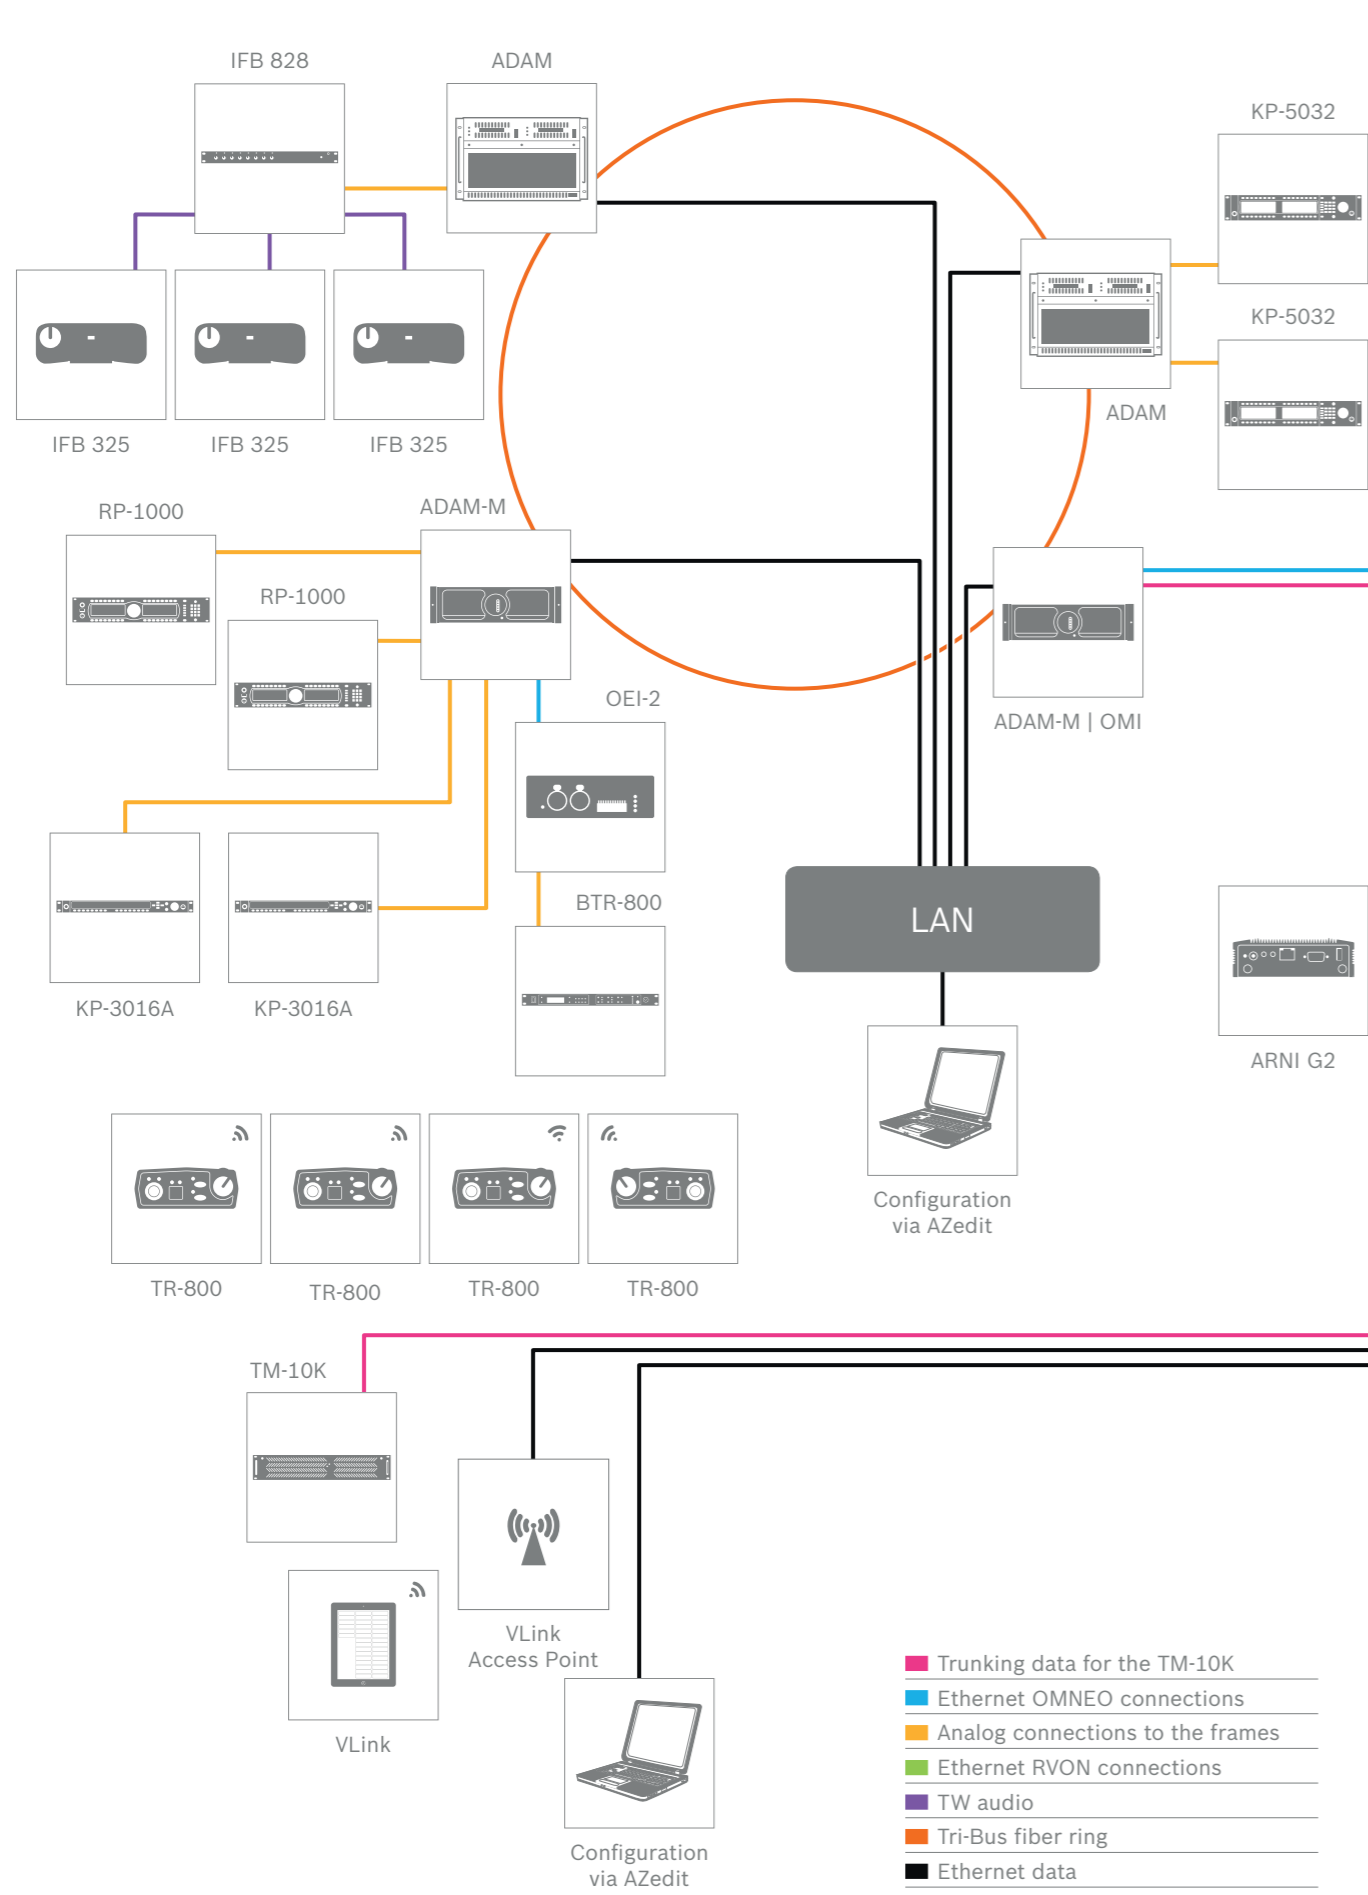 IFB 828
ADAM
KP-5032
KP-5032
ADAM
IFB 325
IFB 325
IFB 325
RP-1000
ADAM-M
RP-1000
OEI-2
ADAM-M | OMI
BTR-800
LAN
KP-3016A
KP-3016A
ARNI G2
Configuration
via AZedit
TR-800
TR-800
TR-800
TR-800
TM-10K
VLink
Access Point
VLink
Configuration
via AZedit
Trunking data for the TM-10K
Ethernet OMNEO connections
Analog connections to the frames
Ethernet RVON connections
TW audio
Tri-Bus fiber ring
Ethernet data